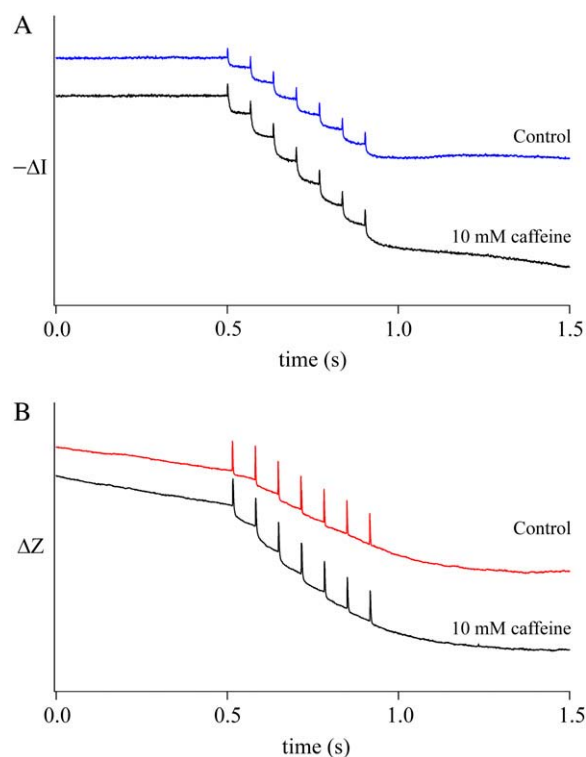 A
Control
−ΔI
10 mM caffeine
0.0 0.5 1.0 1.5
time (s)
B
Control
ΔZ
10 mM caffeine
0.0 0.5 1.0 1.5
time (s)